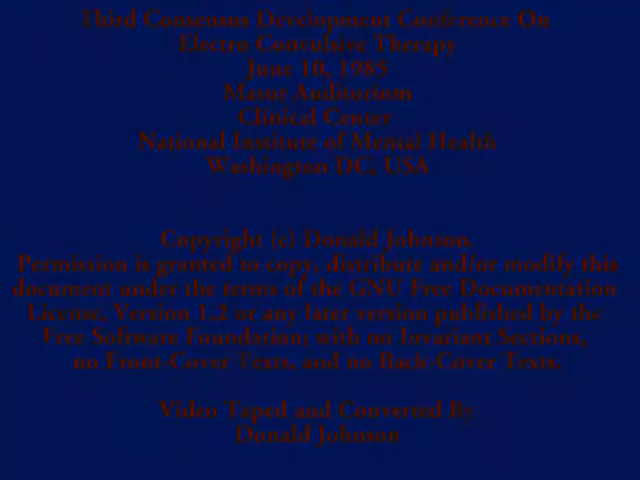 Third Consensus Development Conference On
Electro Convulsive Therapy
June 10, 1985
Masur Auditorium
Clinical Center
National Institute of Mental Health
Washington DC, USA
Copyright (c) Donald Johnson.
Permission is granted to copy, distribute and/or modify this
document under the terms of the GNU Free Documentation
License, Version 1.2 or any later version published by the
Free Software Foundation; with no Invariant Sections,
no Front-Cover Texts, and no Back-Cover Texts.
Video Taped and Converted By
Donald Johnson